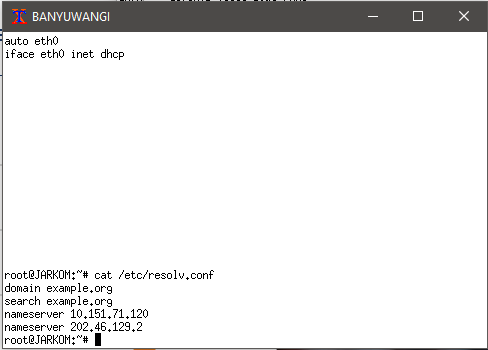 BANYUWANGI
auto eth0
iface eth0 inet dhcp
root@JARKOM:~# cat /etc/resolv.conf
domain example.org
search example.org
nameserver 10.151.71.120
nameserver 202.46.129.2
root@JARKOM:~#